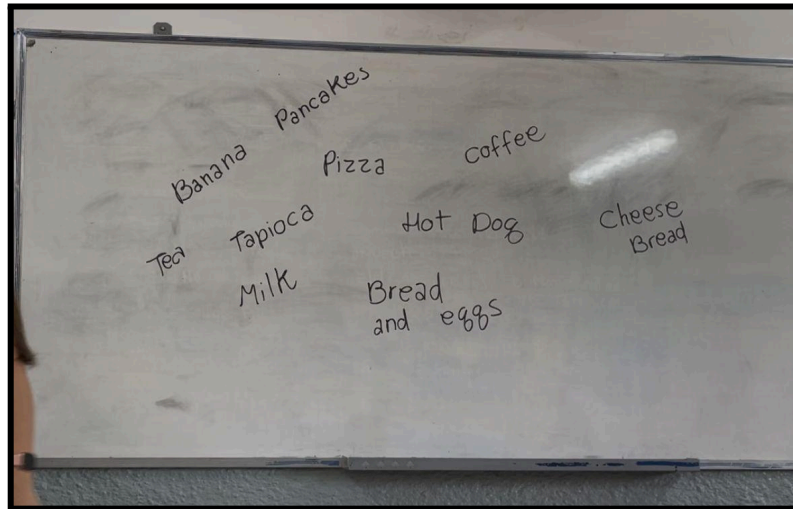 Banana Pancakes
Pizza
coffee
Tea Tapioca
Hot Dog
Cheese
Bread
Milk
Bread
and eggs